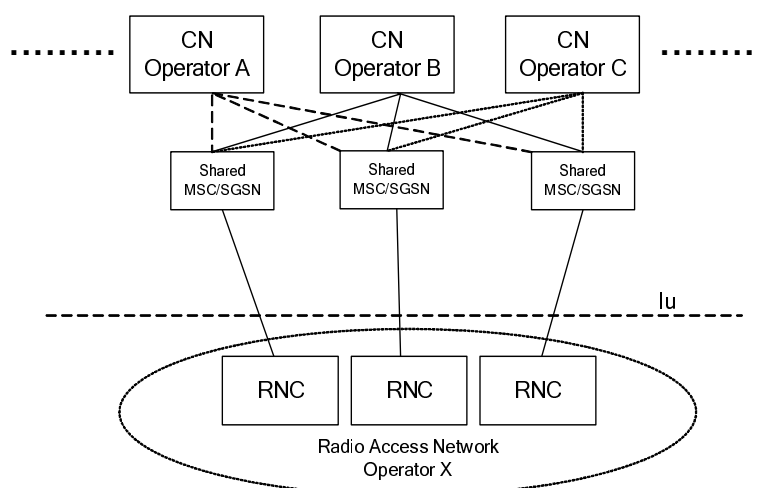 CN
Operator A
CN
Operator B
CN
Operator C
Shared
MSC/SGSN
Shared
MSC/SGSN
Shared
MSC/SGSN
Iu
RNC
RNC
RNC
Radio Access Network
Operator X